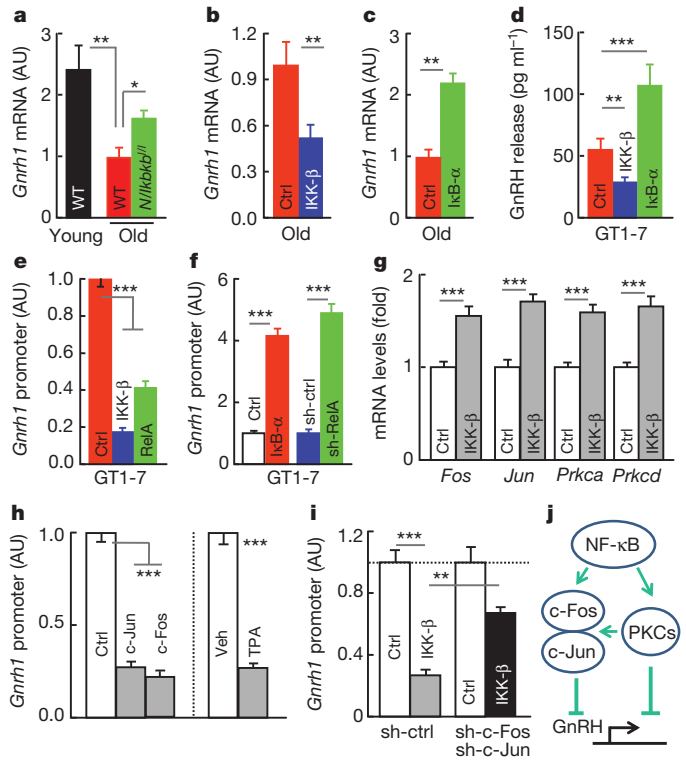 a
Gnrh1 mRNA (AU)
3
2
1
0
**
*
WT
WT
N/Ikbkb^l/l
Young
Old
b
Gnrh1 mRNA (AU)
1.2
0.9
0.6
0.3
0.0
**
Ctrl
IKK-β
Old
c
Gnrh1 mRNA (AU)
3
2
1
0
**
Ctrl
IκB-α
Old
d
GnRH release (pg ml⁻¹)
150
100
50
0
***
**
Ctrl
IKK-β
IκB-α
GT1-7
e
Gnrh1 promoter (AU)
1.0
0.8
0.6
0.4
0.2
0.0
***
Ctrl
IKK-β
RelA
GT1-7
f
Gnrh1 promoter (AU)
6
4
2
0
***
***
Ctrl
IκB-α
sh-ctrl
sh-RelA
GT1-7
g
mRNA levels (fold)
2
1
0
***
***
***
***
Ctrl
IKK-β
Ctrl
IKK-β
Ctrl
IKK-β
Ctrl
IKK-β
Fos
Jun
Prkca
Prkcd
h
Gnrh1 promoter (AU)
1.0
0.5
0.0
***
***
Ctrl
c-Jun
c-Fos
Veh
TPA
i
Gnrh1 promoter (AU)
1.2
0.8
0.4
0
***
**
Ctrl
IKK-β
Ctrl
IKK-β
sh-ctrl
sh-c-Fos
sh-c-Jun
j
NF-κB
c-Fos
c-Jun
PKCs
GnRH